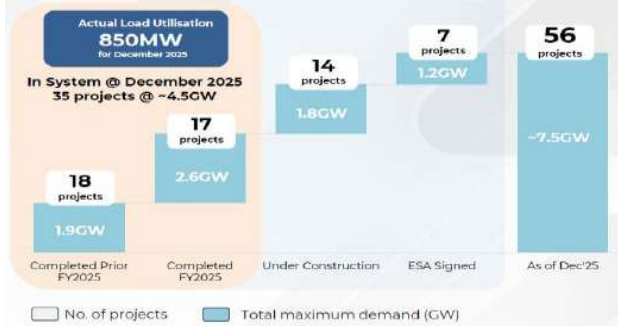 Actual Load Utilisation
850MW
for December 2025
In System @ December 2025
35 projects @ ~4.5GW
18
projects
1.9GW
17
projects
2.6GW
14
projects
1.8GW
7
projects
1.2GW
56
projects
~7.5GW
Completed Prior
FY2025
Completed
FY2025
Under Construction
ESA Signed
As of Dec'25
No. of projects
Total maximum demand (GW)